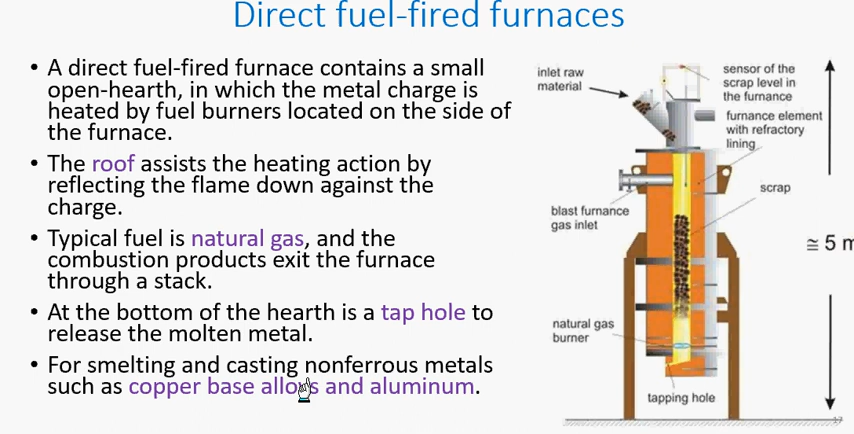 Direct fuel-fired furnaces
• A direct fuel-fired furnace contains a small
open-hearth, in which the metal charge is
heated by fuel burners located on the side of
the furnace.
• The roof assists the heating action by
reflecting the flame down against the
charge.
• Typical fuel is natural gas, and the
combustion products exit the furnace
through a stack.
• At the bottom of the hearth is a tap hole to
release the molten metal.
• For smelting and casting nonferrous metals
such as copper base alloys and aluminum.
inlet raw
material
sensor of the
scrap level in
the furnance
furnance element
with refractory
lining
scrap
blast furnance
gas inlet
≅ 5 m
natural gas
burner
tapping hole
17